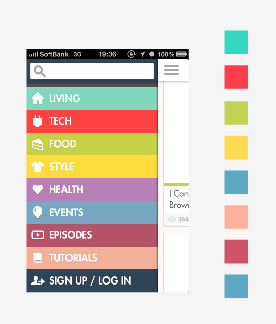 SoftBank 3G 19:36 100%
LIVING
TECH
FOOD
STYLE
HEALTH
EVENTS
EPISODES
TUTORIALS
SIGN UP / LOG IN
I Can
Brown
384